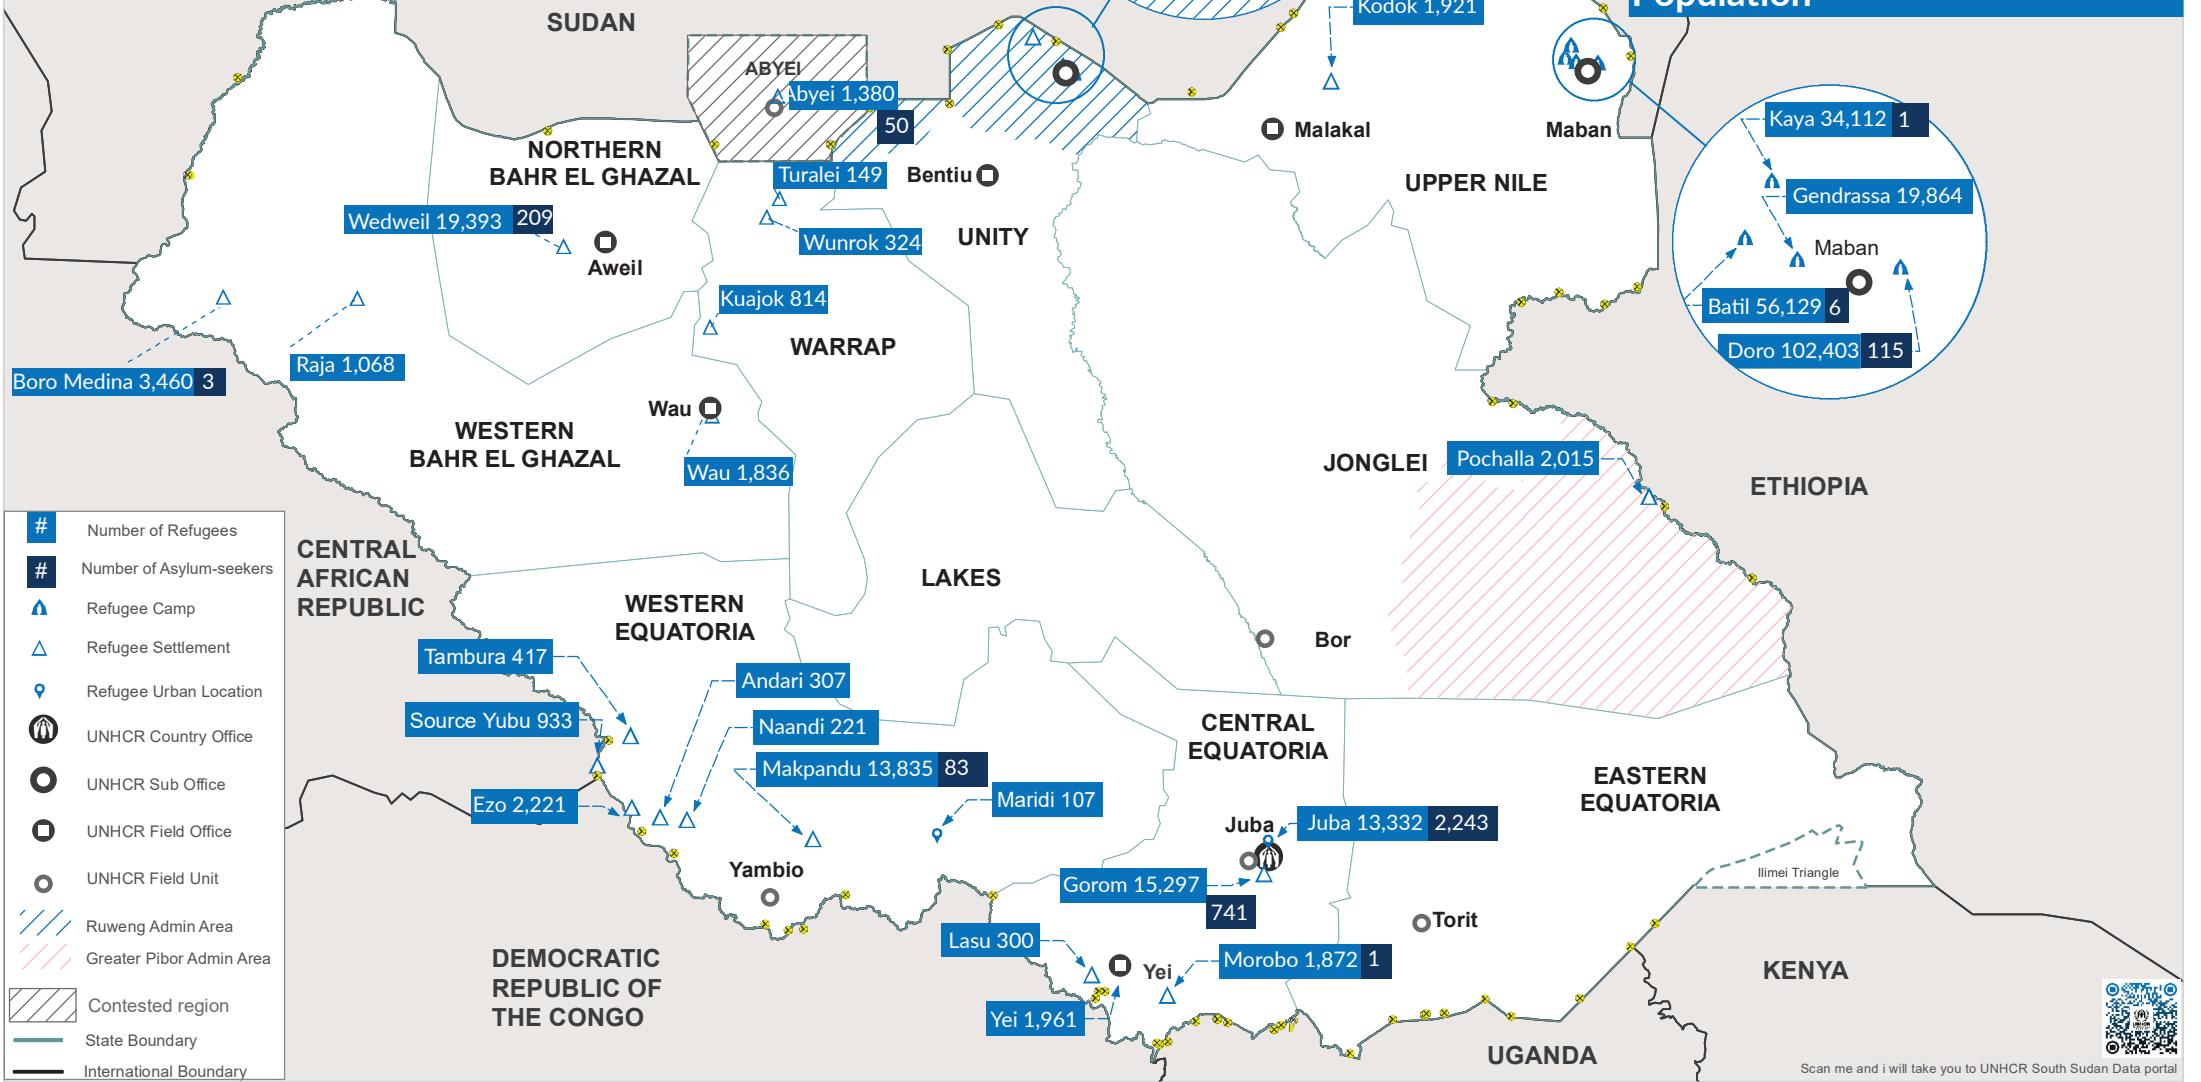 SUDAN
Kodok 1,921
Population
ABYEI
Abyei 1,380
50
Malakal
Maban
Kaya 34,112 1
NORTHERN
BAHR EL GHAZAL
Turalei 149
Bentiu
UPPER NILE
Gendrassa 19,864
Wedweil 19,393 209
Wunrok 324
UNITY
Maban
Aweil
Kuajok 814
Batil 56,129 6
WARRAP
Doro 102,403 115
Raja 1,068
Boro Medina 3,460 3
Wau
WESTERN
BAHR EL GHAZAL
Wau 1,836
JONGLEI
Pochalla 2,015
ETHIOPIA
CENTRAL
AFRICAN
REPUBLIC
LAKES
WESTERN
EQUATORIA
Bor
Tambura 417
Andari 307
Source Yubu 933
Naandi 221
CENTRAL
EQUATORIA
Makpandu 13,835 83
EASTERN
EQUATORIA
Ezo 2,221
Maridi 107
Juba
Juba 13,332 2,243
Yambio
Ilimei Triangle
Gorom 15,297
741
Torit
Lasu 300
Morobo 1,872 1
Yei
Yei 1,961
DEMOCRATIC
REPUBLIC OF
THE CONGO
KENYA
UGANDA
# Number of Refugees
# Number of Asylum-seekers
Refugee Camp
Refugee Settlement
Refugee Urban Location
UNHCR Country Office
UNHCR Sub Office
UNHCR Field Office
UNHCR Field Unit
Ruweng Admin Area
Greater Pibor Admin Area
Contested region
State Boundary
International Boundary
UNHCR
Scan me and i will take you to UNHCR South Sudan Data portal